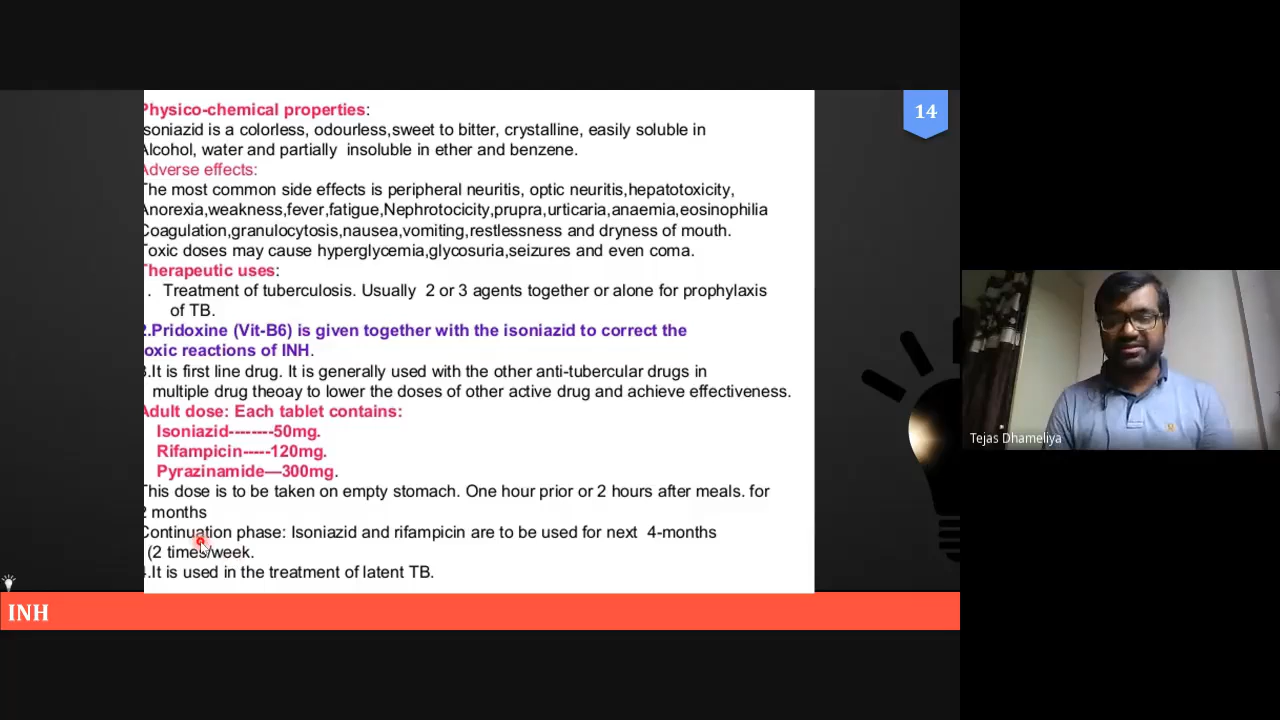 14
Physico-chemical properties:
soniazid is a colorless, odourless,sweet to bitter, crystalline, easily soluble in
Alcohol, water and partially insoluble in ether and benzene.
Adverse effects:
The most common side effects is peripheral neuritis, optic neuritis,hepatotoxicity,
Anorexia,weakness,fever,fatigue,Nephrotocicity,prupra,urticaria,anaemia,eosinophilia
Coagulation,granulocytosis,nausea,vomiting,restlessness and dryness of mouth.
Toxic doses may cause hyperglycemia,glycosuria,seizures and even coma.
Therapeutic uses:
. Treatment of tuberculosis. Usually 2 or 3 agents together or alone for prophylaxis
of TB.
2.Pridoxine (Vit-B6) is given together with the isoniazid to correct the
oxic reactions of INH.
3.It is first line drug. It is generally used with the other anti-tubercular drugs in
multiple drug theoay to lower the doses of other active drug and achieve effectiveness.
Adult dose: Each tablet contains:
Isoniazid--------50mg.
Rifampicin-----120mg.
Pyrazinamide—300mg.
This dose is to be taken on empty stomach. One hour prior or 2 hours after meals. for
2 months
Continuation phase: Isoniazid and rifampicin are to be used for next 4-months
(2 times/week.
4.It is used in the treatment of latent TB.
INH
Tejas Dhameliya